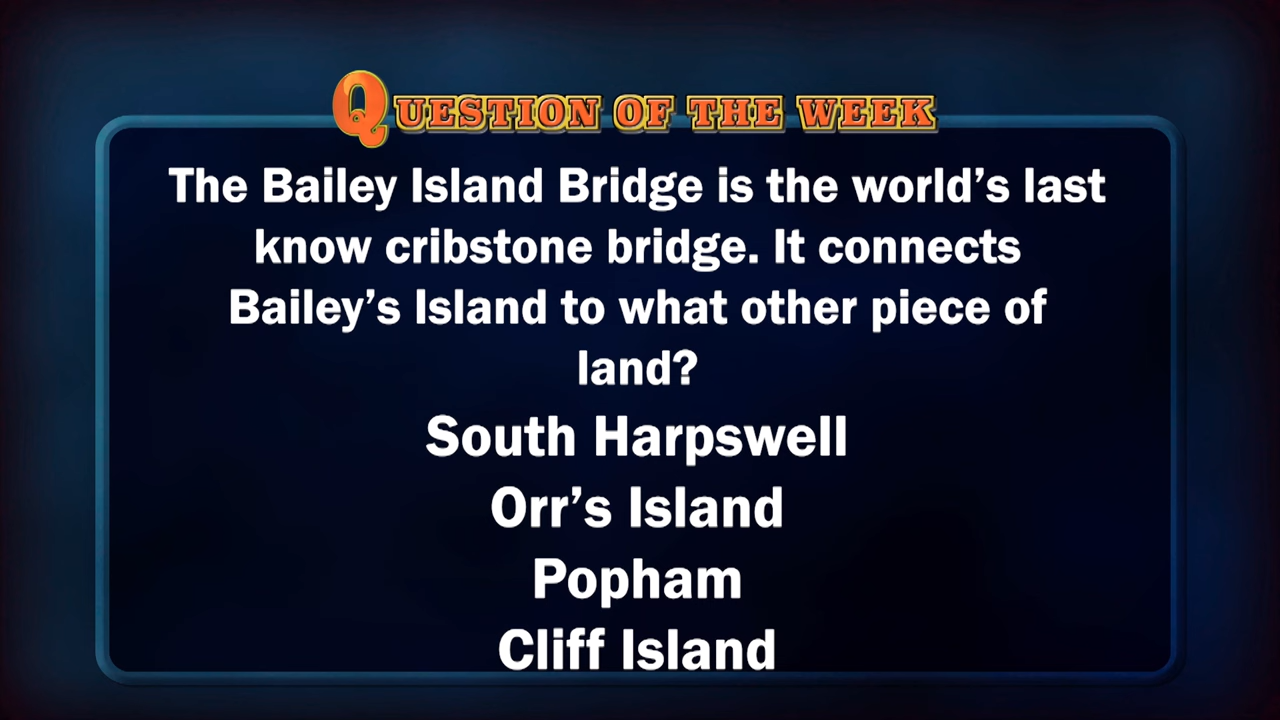 QUESTION OF THE WEEK
The Bailey Island Bridge is the world’s last
know cribstone bridge. It connects
Bailey’s Island to what other piece of
land?
South Harpswell
Orr’s Island
Popham
Cliff Island